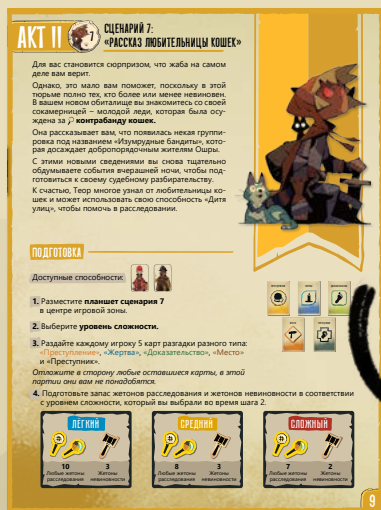 АКТ II
7
СЦЕНАРИЙ 7:
«РАССКАЗ ЛЮБИТЕЛЬНИЦЫ КОШЕК»
Для вас становится сюрпризом, что жаба на самом
деле вам верит.
Однако, это мало вам поможет, поскольку в этой
тюрьме полно тех, кто более или менее невиновен.
В вашем новом обиталище вы знакомитесь со своей
сокамерницей – молодой леди, которая была осу-
ждена за контрабанду кошек.
Она рассказывает вам, что появилась некая группи-
ровка под названием «Изумрудные бандиты», кото-
рая досаждает добропорядочным жителям Ошры.
С этими новыми сведениями вы снова тщательно
обдумываете события вчерашней ночи, чтобы под-
готовиться к своему судебному разбирательству.
К счастью, Теор многое узнал от любительницы ко-
шек и может использовать свою способность «Дитя
улиц», чтобы помочь в расследовании.
ПОДГОТОВКА
Доступные способности:
1. Разместите планшет сценария 7
в центре игровой зоны.
2. Выберите уровень сложности.
3. Раздайте каждому игроку 5 карт разгадки разного типа:
«Преступление», «Жертва», «Доказательство», «Место»
и «Преступник».
Отложите в сторону любые оставшиеся карты, в этой
партии они вам не понадобятся.
4. Подготовьте запас жетонов расследования и жетонов невиновности в соответствии
с уровнем сложности, который вы выбрали во время шага 2.
ЛЁГКИЙ
10 3
Любые жетоны Жетоны
расследования невиновности
СРЕДНИЙ
8 3
Любые жетоны Жетоны
расследования невиновности
СЛОЖНЫЙ
7 2
Любые жетоны Жетоны
расследования невиновности
9